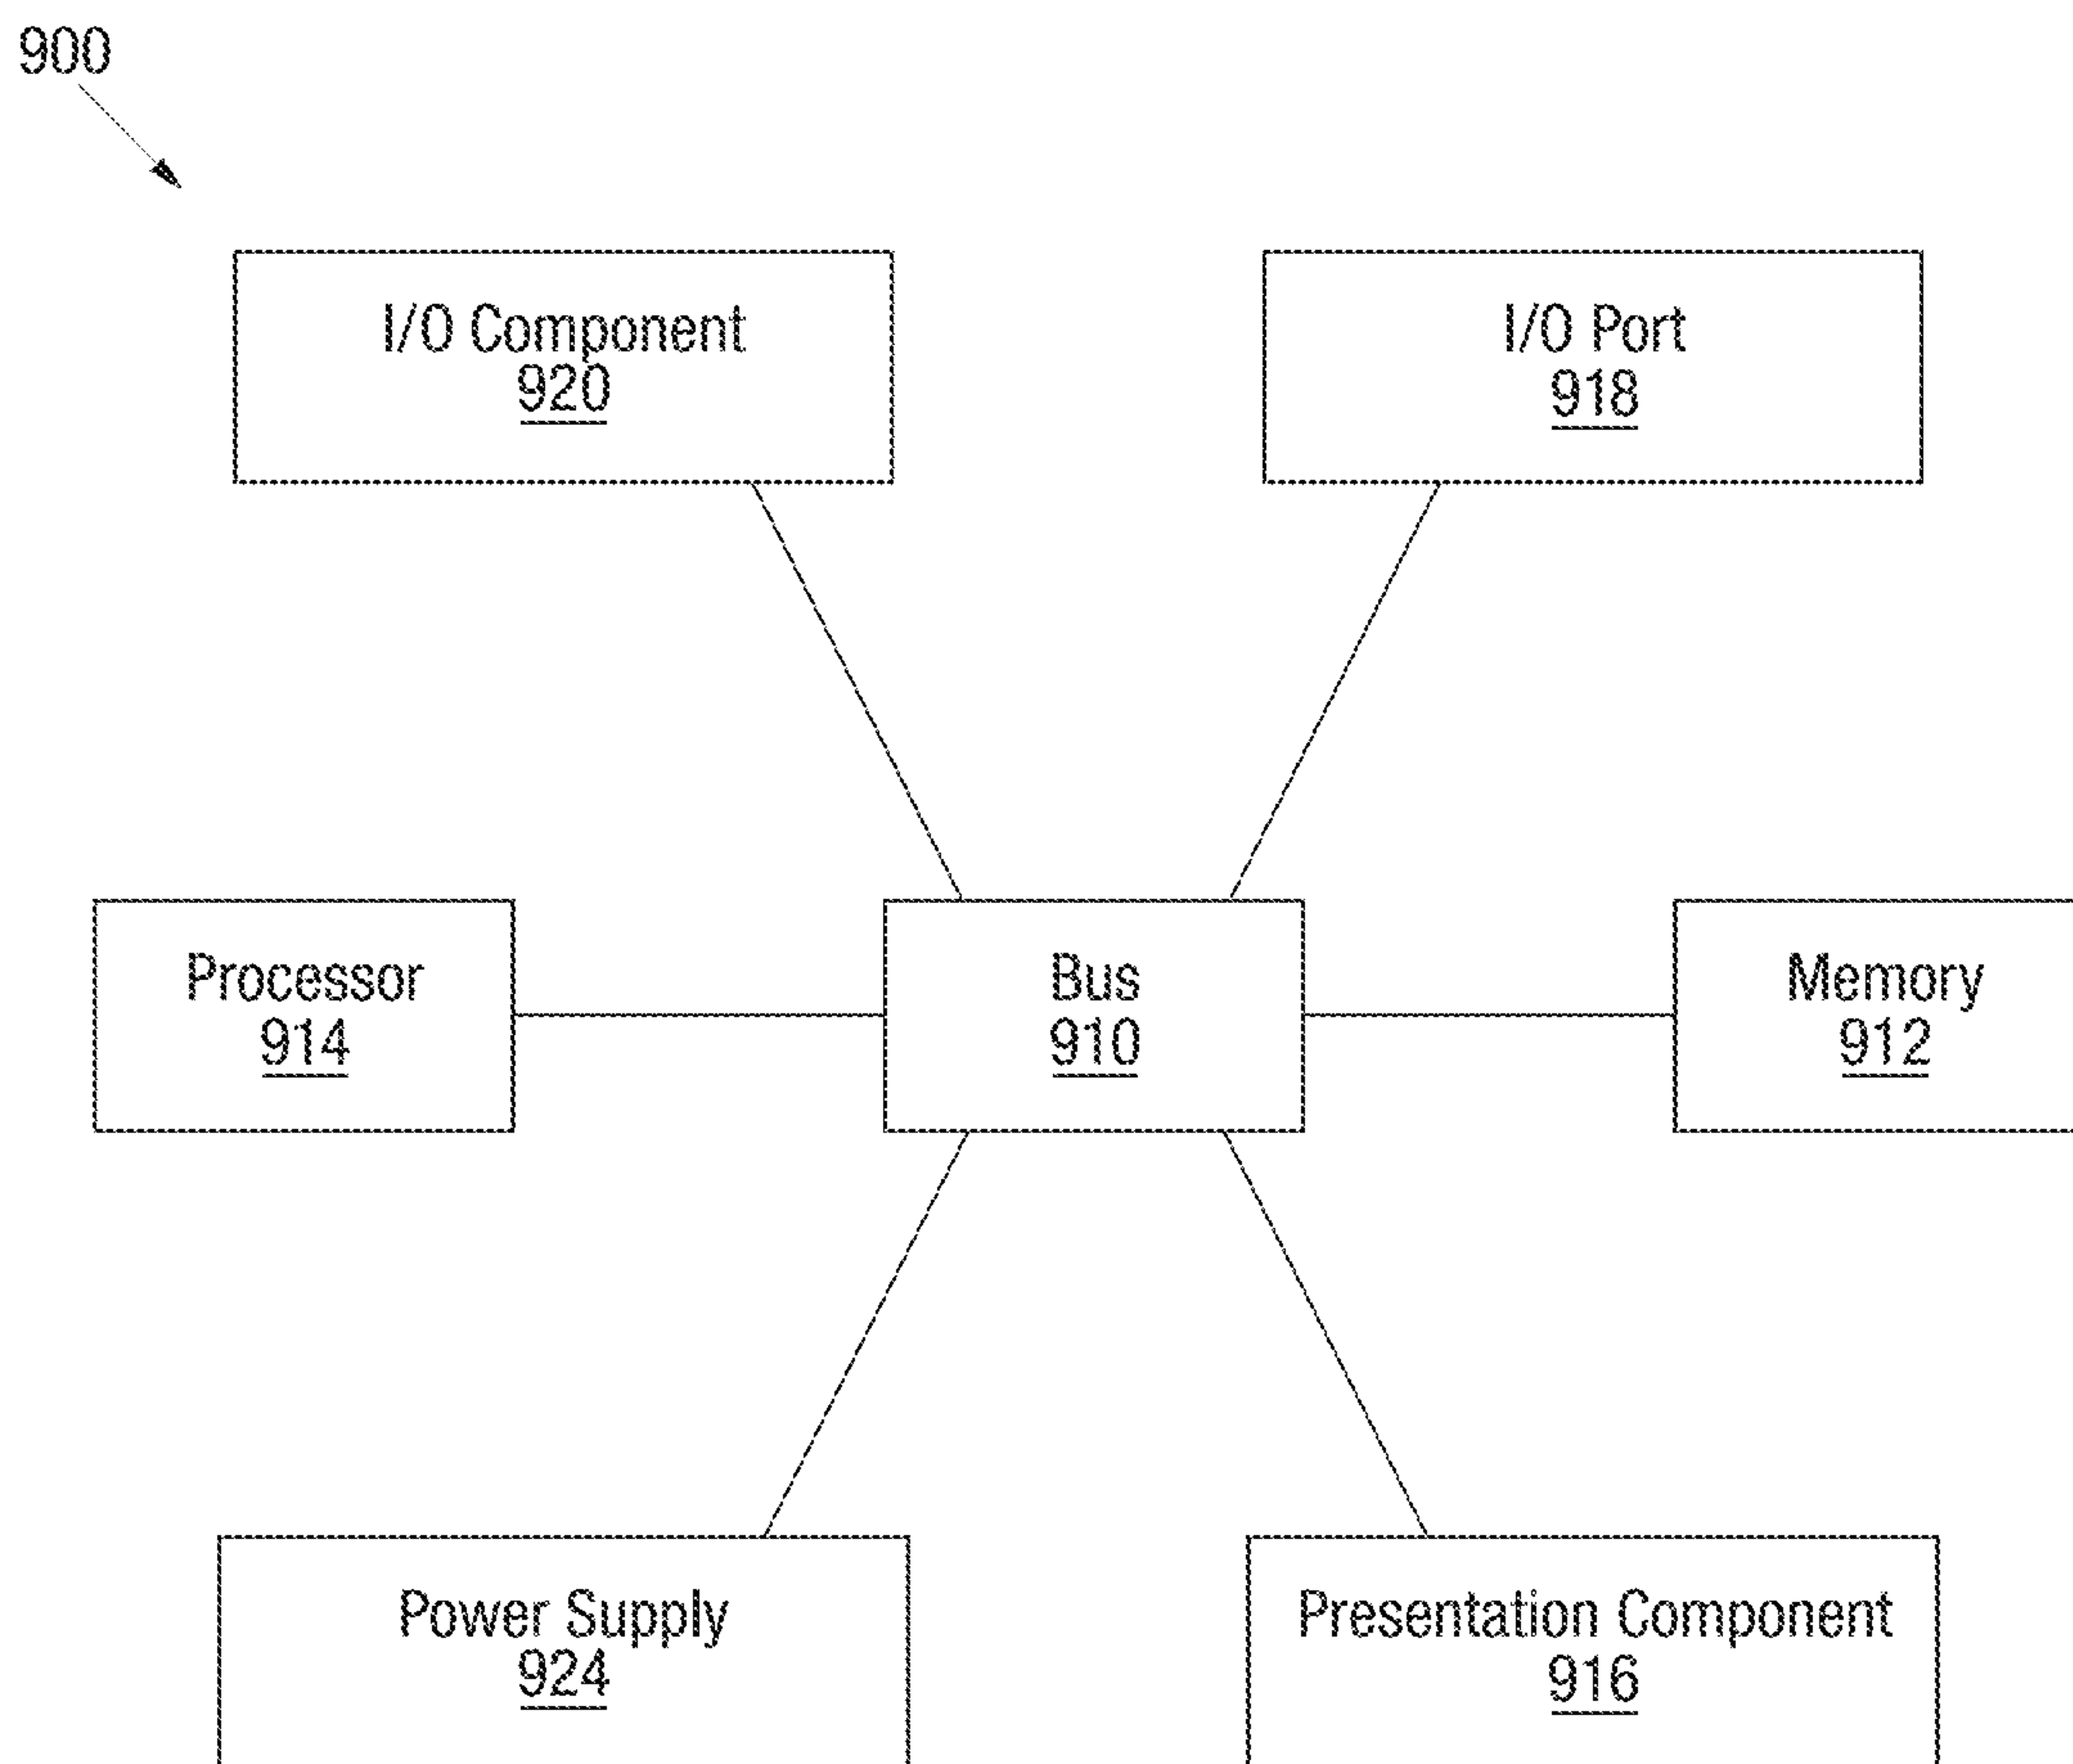 900
I/O Component
920
I/O Port
918
Processor
914
Bus
910
Memory
912
Power Supply
924
Presentation Component
916